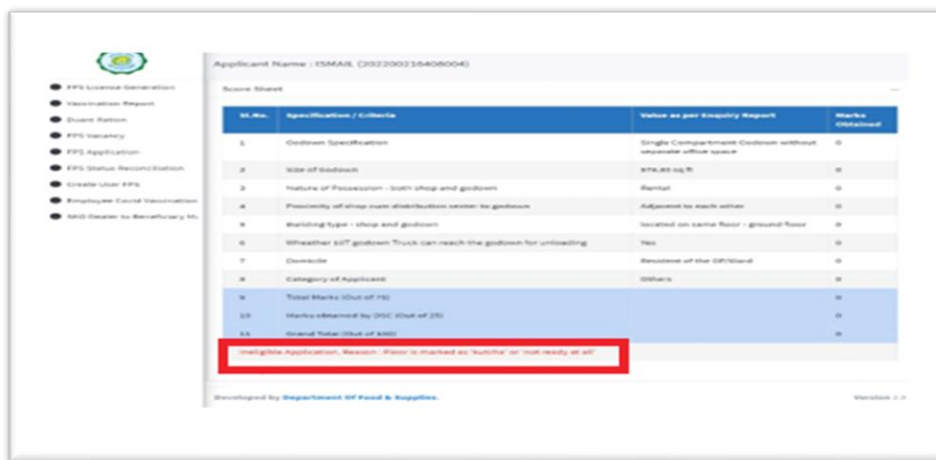 Applicant Name : ISMAIL (202200216408004)
FPS License Generation
Vaccination Report
Duare Ration
FPS Vacancy
FPS Application
FPS Status Reconciliation
Create User FPS
Employee Covid Vaccination
Dealer to Beneficiary
Score Sheet
Sl.No. Specification / Criteria Value as per Enquiry Report Marks Obtained
1 Godown Specification Single Compartment Godown without separate office space 0
2 Size of Godown sq ft 0
3 Nature of Possession - both shop and godown Rental 0
4 Proximity of shop cum distribution center to godown Adjacent to each other 0
5 Building type - shop and godown located on same floor - ground floor 0
6 Wheather 10T godown Truck can reach the godown for unloading Yes 0
7 Domicile Resident of the GP/Ward 0
8 Category of Applicant Others 0
9 Total Marks (Out of 75) 0
10 Marks obtained by DSC (Out of 25) 0
11 Grand Total (Out of 100) 0
Ineligible Application, Reason : Floor is marked as 'kutcha' or 'not ready at all'
Developed by Department Of Food & Supplies. Version